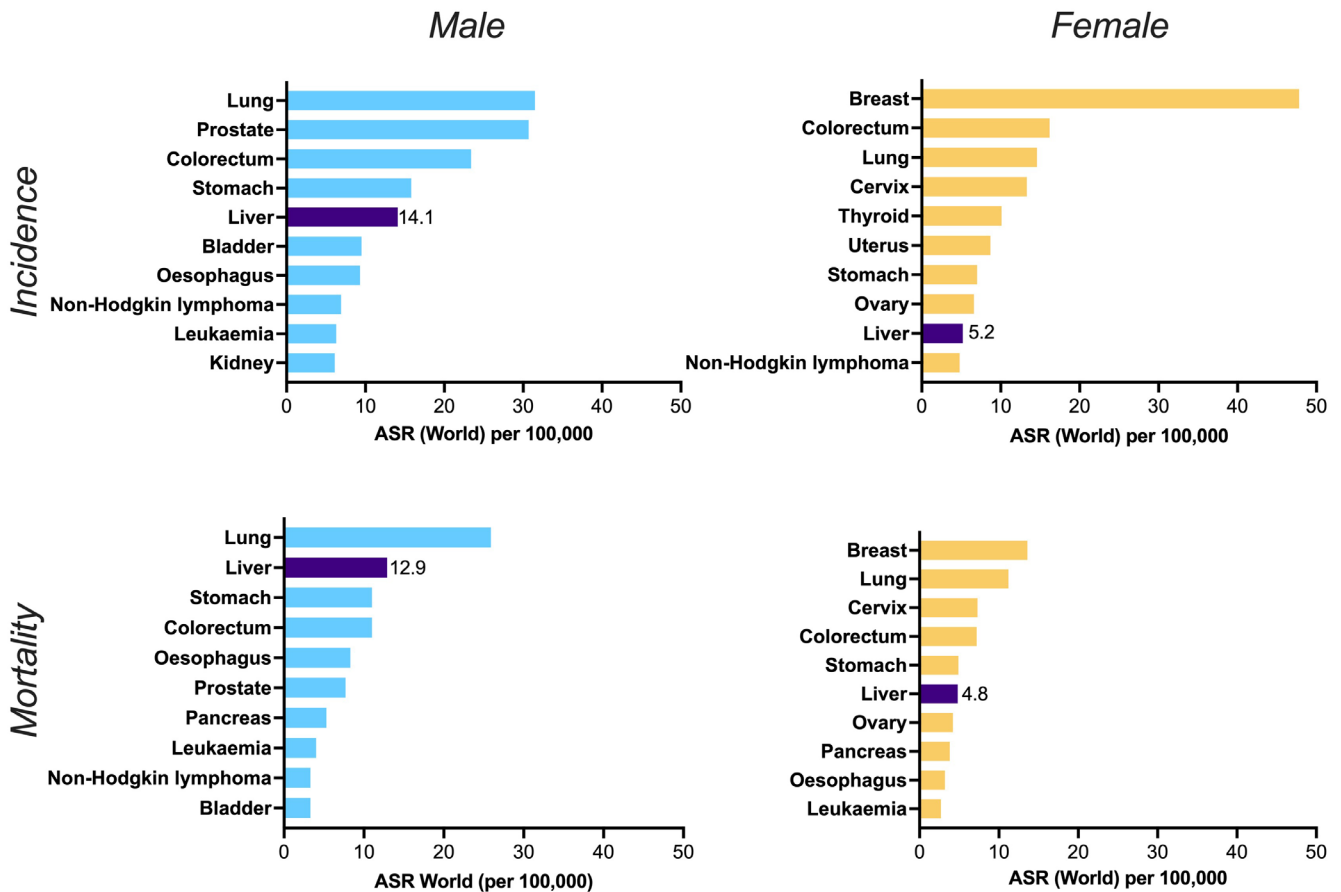 Male
Female
Incidence
Lung
Prostate
Colorectum
Stomach
Liver
14.1
Bladder
Oesophagus
Non-Hodgkin lymphoma
Leukaemia
Kidney
0 10 20 30 40 50
ASR (World) per 100,000
Breast
Colorectum
Lung
Cervix
Thyroid
Uterus
Stomach
Ovary
Liver
5.2
Non-Hodgkin lymphoma
0 10 20 30 40 50
ASR (World) per 100,000
Mortality
Lung
Liver
12.9
Stomach
Colorectum
Oesophagus
Prostate
Pancreas
Leukaemia
Non-Hodgkin lymphoma
Bladder
0 10 20 30 40 50
ASR World (per 100,000)
Breast
Lung
Cervix
Colorectum
Stomach
Liver
4.8
Ovary
Pancreas
Oesophagus
Leukaemia
0 10 20 30 40 50
ASR (World) per 100,000